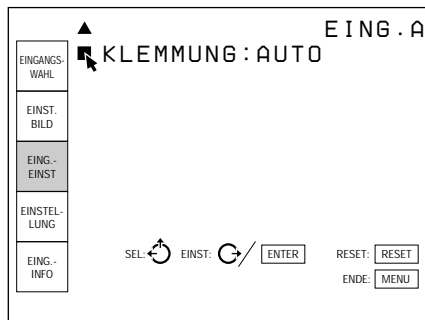 EING.A
KLEMMUNG:AUTO
EINGANGS-
WAHL
EINST.
BILD
EING.-
EINST
EINSTEL-
LUNG
EING.-
INFO
SEL: EINST: / ENTER RESET: RESET
ENDE: MENU